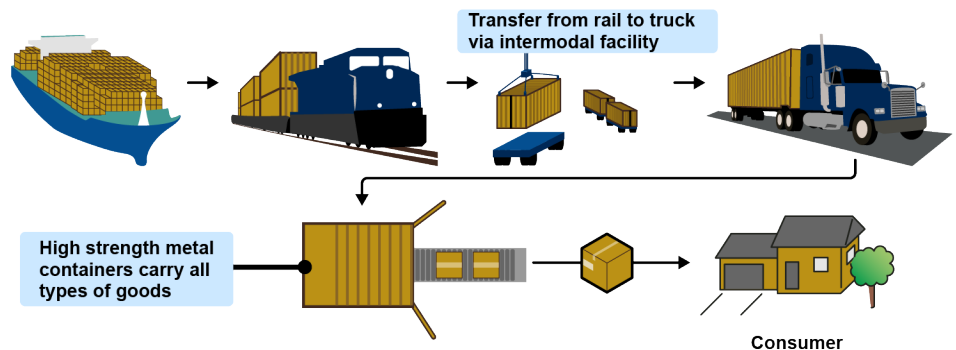 Transfer from rail to truck
via intermodal facility
High strength metal
containers carry all
types of goods
Consumer